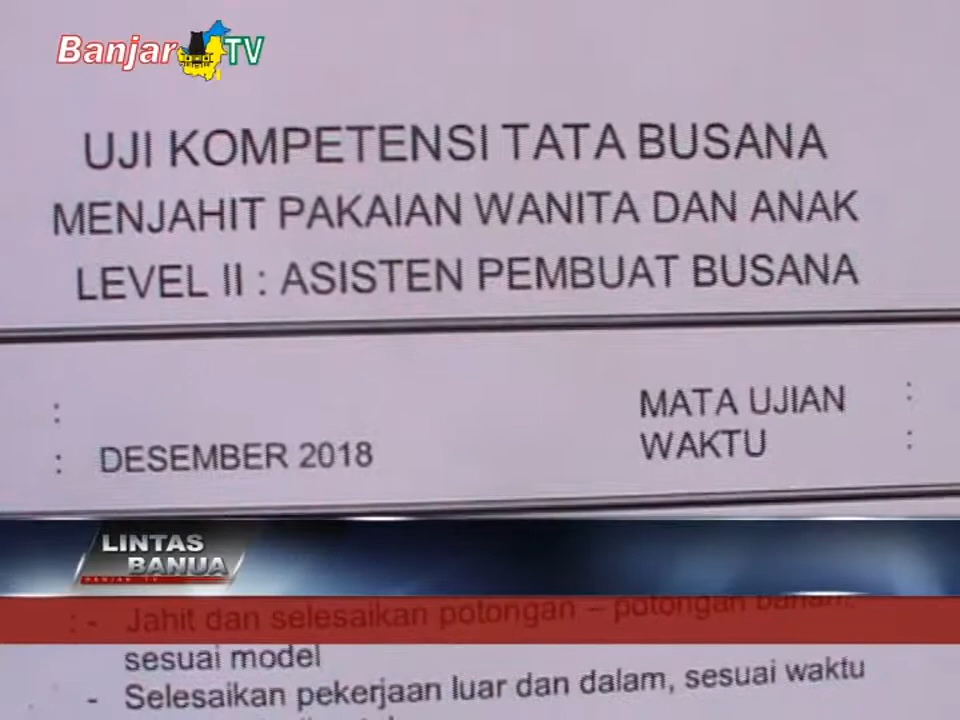 Banjar TV
UJI KOMPETENSI TATA BUSANA
MENJAHIT PAKAIAN WANITA DAN ANAK
LEVEL II : ASISTEN PEMBUAT BUSANA
: MATA UJIAN :
: DESEMBER 2018 WAKTU :
LINTAS
BANUA
BANJAR TV
: - Jahit dan selesaikan potongan – potongan bahan,
sesuai model
- Selesaikan pekerjaan luar dan dalam, sesuai waktu